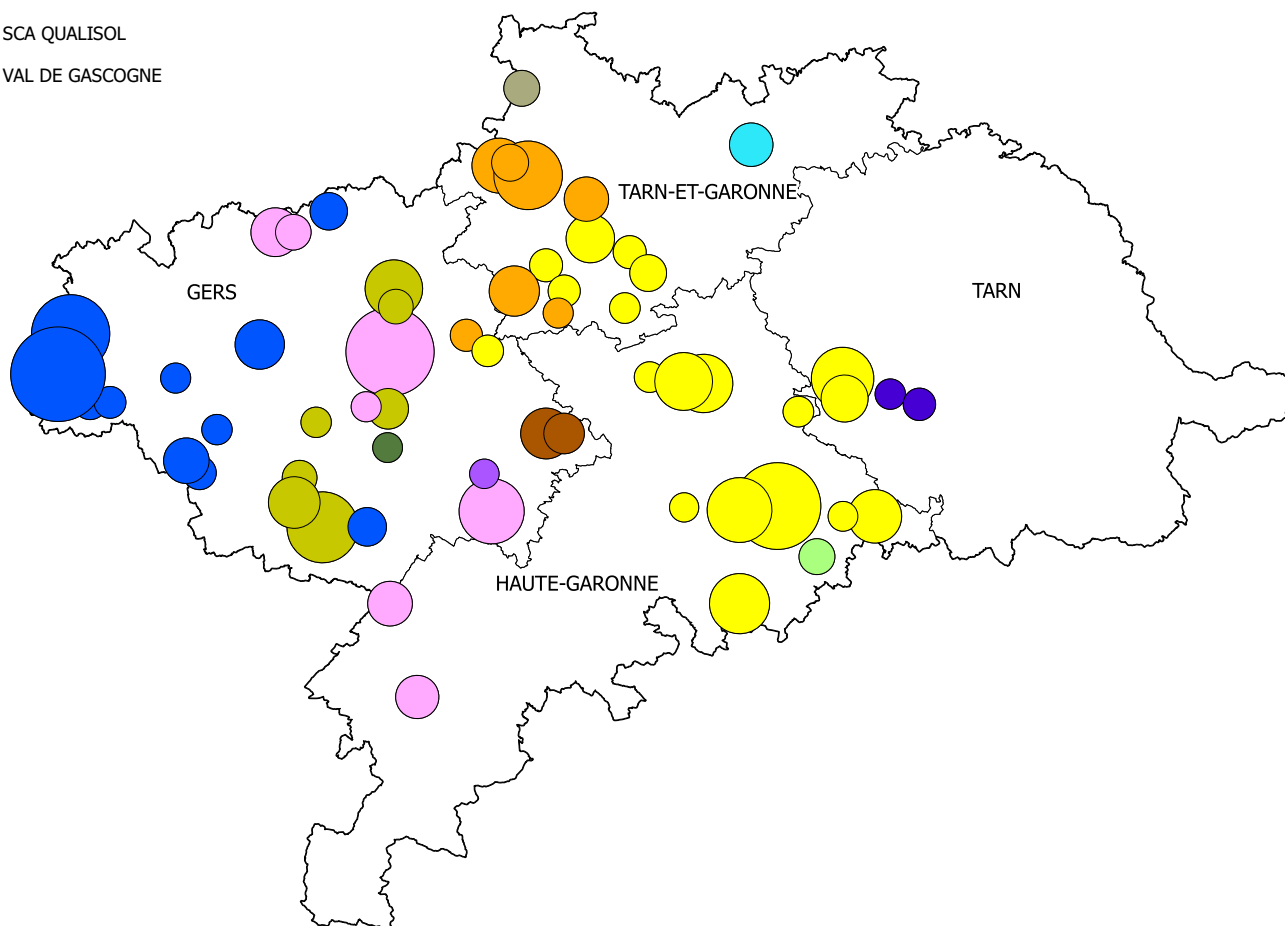 SCA QUALISOL
VAL DE GASCOGNE
TARN-ET-GARONNE
GERS
TARN
HAUTE-GARONNE